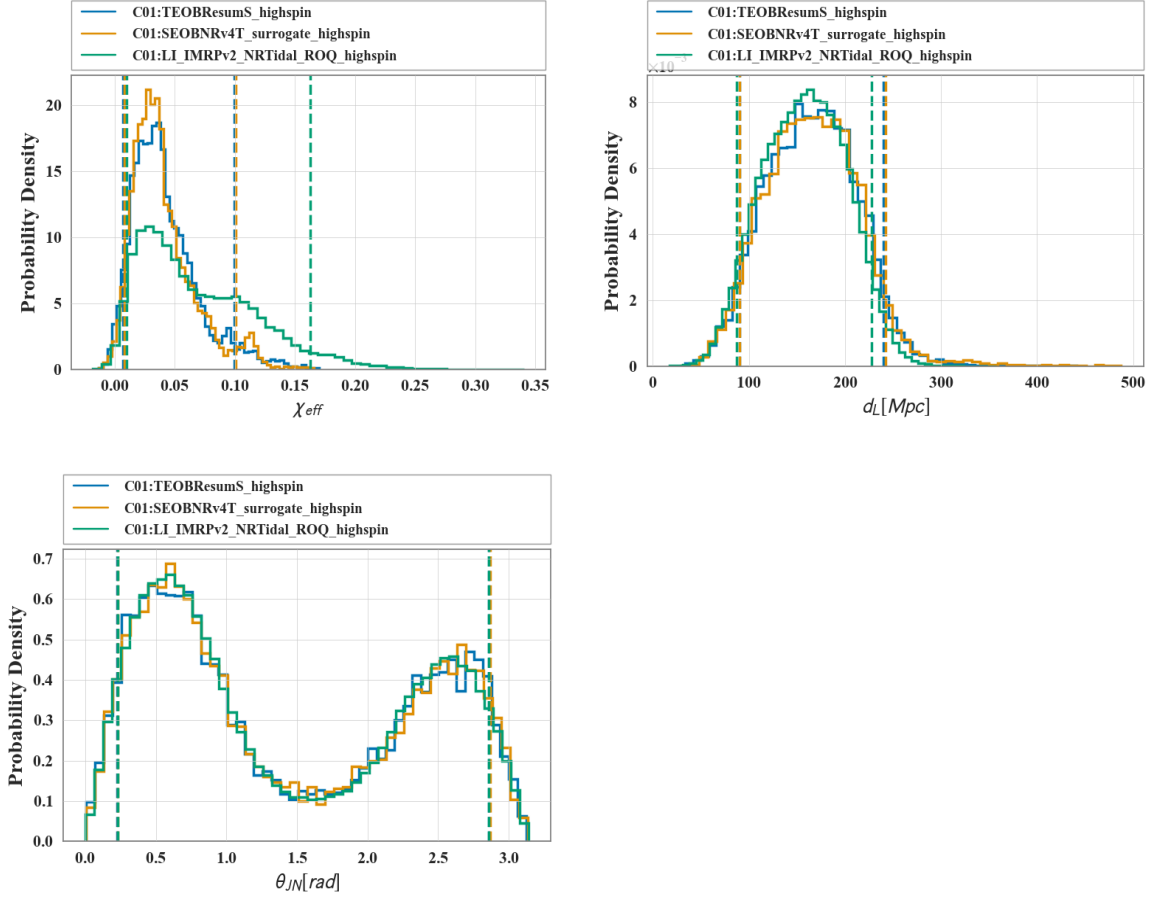 C01:TEOBResumS_highspin
C01:SEOBNRv4T_surrogate_highspin
C01:LI_IMRPv2_NRTidal_ROQ_highspin
Probability Density
20
15
10
5
0
0.00 0.05 0.10 0.15 0.20 0.25 0.30 0.35
χeff
C01:TEOBResumS_highspin
C01:SEOBNRv4T_surrogate_highspin
C01:LI_IMRPv2_NRTidal_ROQ_highspin
Probability Density
8
6
4
2
0
0 100 200 300 400 500
dL[Mpc]
C01:TEOBResumS_highspin
C01:SEOBNRv4T_surrogate_highspin
C01:LI_IMRPv2_NRTidal_ROQ_highspin
Probability Density
0.7
0.6
0.5
0.4
0.3
0.2
0.1
0.0
0.0 0.5 1.0 1.5 2.0 2.5 3.0
θJN[rad]